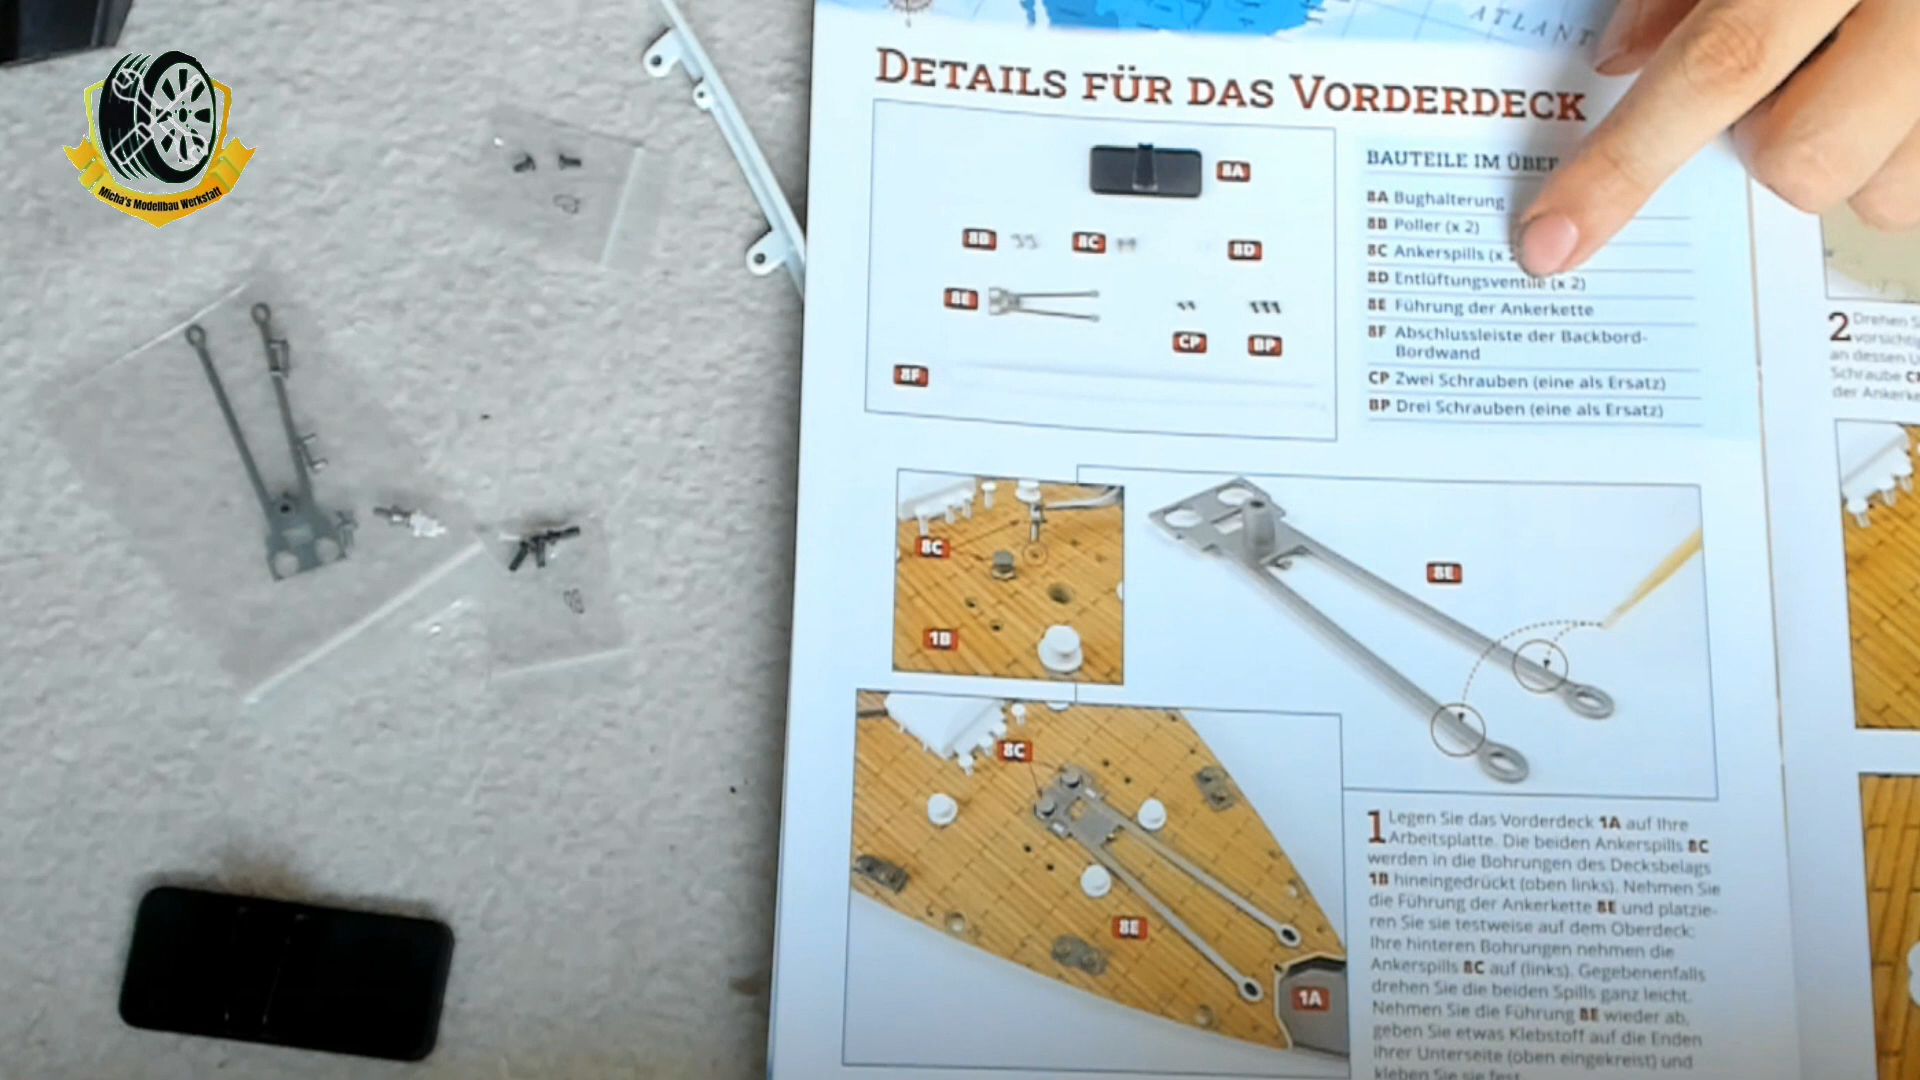 Micha's Modellbau Werkstatt
ATLANT
DETAILS FÜR DAS VORDERDECK
8A
8B
8C
8D
8E
CP
BP
8F
BAUTEILE IM ÜBER
8A Bughalterung
8B Poller (x 2)
8C Ankerspills (x
8D Entlüftungsventile (x 2)
8E Führung der Ankerkette
8F Abschlussleiste der Backbord-
Bordwand
CP Zwei Schrauben (eine als Ersatz)
BP Drei Schrauben (eine als Ersatz)
8C
1B
8E
8C
8E
1A
1 Legen Sie das Vorderdeck 1A auf Ihre
Arbeitsplatte. Die beiden Ankerspills 8C
werden in die Bohrungen des Decksbelags
1B hineingedrückt (oben links). Nehmen Sie
die Führung der Ankerkette 8E und platzie-
ren Sie sie testweise auf dem Oberdeck:
Ihre hinteren Bohrungen nehmen die
Ankerspills 8C auf (links). Gegebenenfalls
drehen Sie die beiden Spills ganz leicht.
Nehmen Sie die Führung 8E wieder ab,
geben Sie etwas Klebstoff auf die Enden
ihrer Unterseite (oben eingekreist) und
kleben Sie sie fest.
2 Drehen S
vorsichtig
an dessen U
Schraube C
der Ankerke